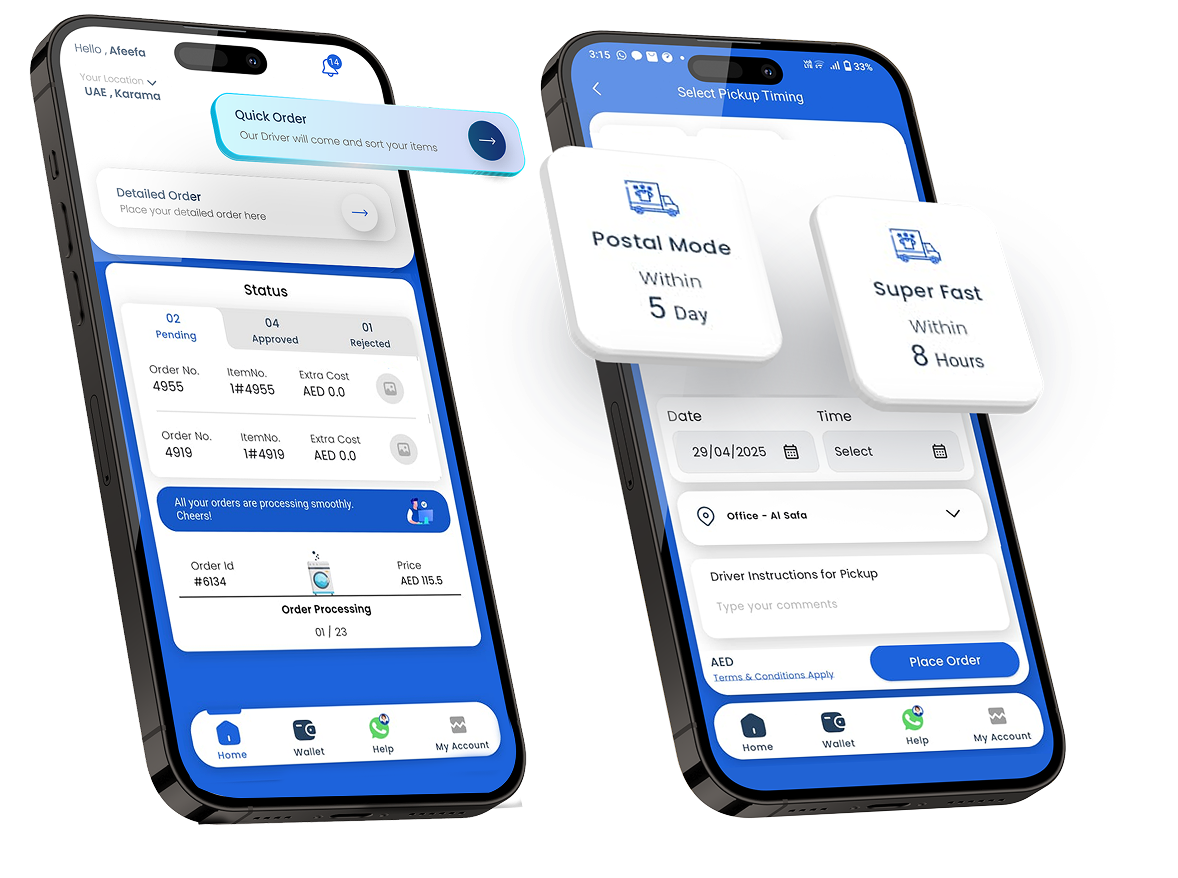 Hello , Afeefa
14
Your Location
UAE , Karama
Quick Order
Our Driver will come and sort your items
Detailed Order
Place your detailed order here
Status
02
Pending
04
Approved
01
Rejected
Order No.
4955
ItemNo.
1#4955
Extra Cost
AED 0.0
Order No.
4919
ItemNo.
1#4919
Extra Cost
AED 0.0
All your orders are processing smoothly.
Cheers!
Order Id
#6134
Price
AED 115.5
Order Processing
01 / 23
Home
Wallet
Help
My Account
3:15
33%
Select Pickup Timing
Postal Mode
Within
5 Day
Super Fast
Within
8 Hours
Date
Time
29/04/2025
Select
Office - Al Safa
Driver Instructions for Pickup
Type your comments
AED
Terms & Conditions Apply
Place Order
Home
Wallet
Help
My Account